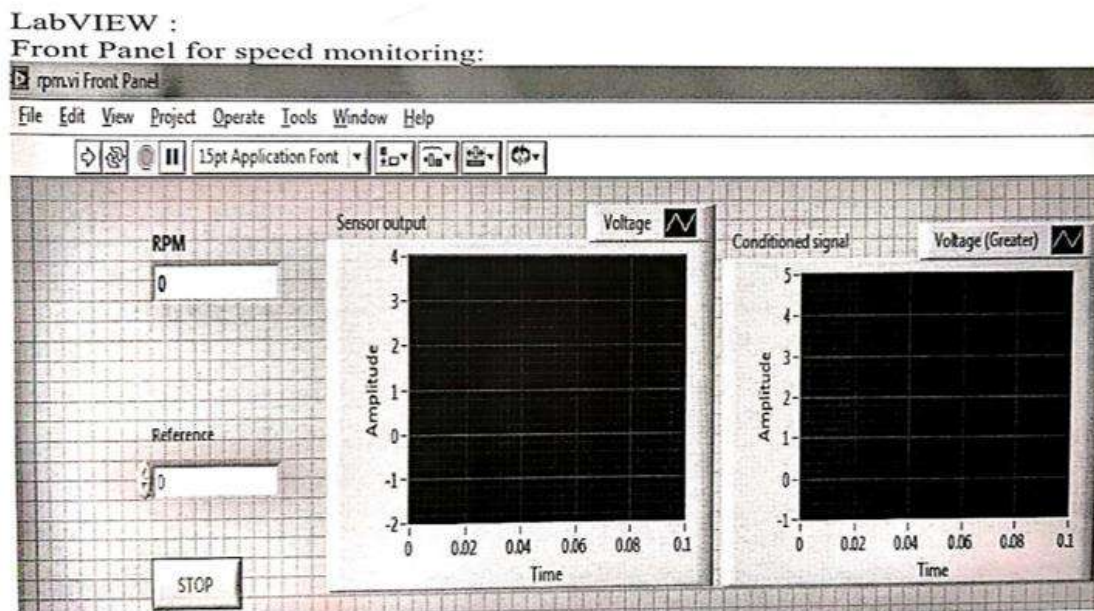 LabVIEW :
Front Panel for speed monitoring:
rpm.vi Front Panel
File Edit View Project Operate Tools Window Help
15pt Application Font
RPM
0
Reference
0
STOP
Sensor output
Voltage
4
3
2
1
0
-1
-2
Amplitude
0 0.02 0.04 0.06 0.08 0.1
Time
Conditioned signal
Voltage (Greater)
5
4
3
2
1
0
-1
Amplitude
0 0.02 0.04 0.06 0.08 0.1
Time